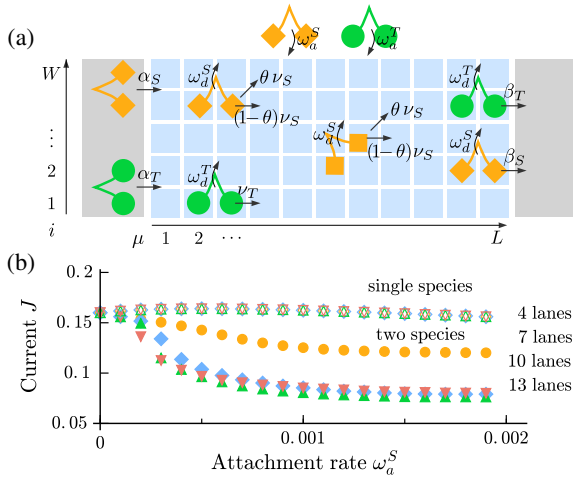 (a)
ω_a^S ω_a^T
W α_S ω_d^S θ ν_S (1−θ) ν_S ω_d^T β_T
⋮ ω_d^S θ ν_S (1−θ) ν_S
2 α_T ω_d^T ω_d^S β_S
1 ν_T
i μ 1 2 ⋯ L
(b)
0.2
single species
4 lanes
0.15
two species
7 lanes
10 lanes
0.1
13 lanes
0.05
Current J
0 0.001 0.002
Attachment rate ω_a^S